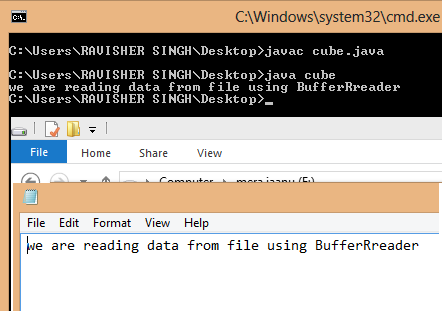 C:\Windows\system32\cmd.exe
C:\Users\RAVISHER SINGH\Desktop>javac cube.java
C:\Users\RAVISHER SINGH\Desktop>java cube
we are reading data from file using BufferRreader
C:\Users\RAVISHER SINGH\Desktop>_
File Home Share View
Computer mera jaanu (F:)
File Edit Format View Help
we are reading data from file using BufferRreader